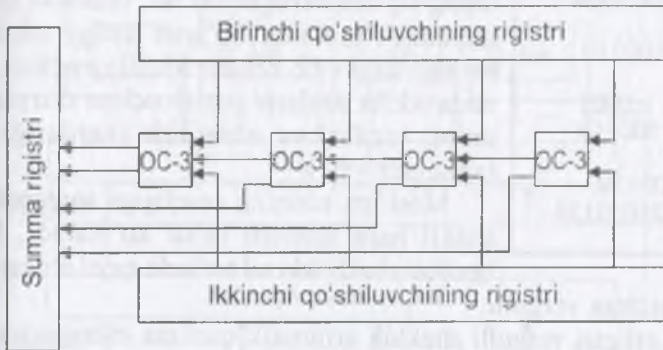 Birinchi qo'shiluvchining rigistri
Summa rigistri
OC-3 OC-3 OC-3 OC-3
Ikkinchi qo'shiluvchining rigistri